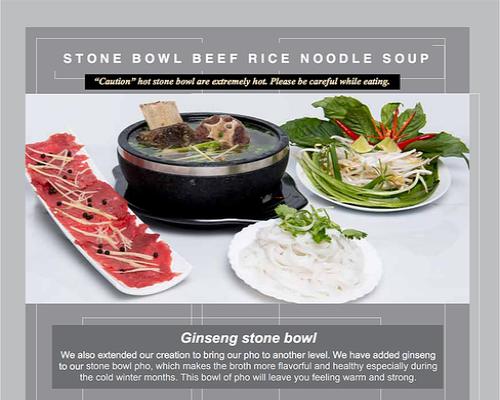 STONE BOWL BEEF RICE NOODLE SOUP
"Caution" hot stone bowl are extremely hot. Please be careful while eating.
Ginseng stone bowl
We also extended our creation to bring our pho to another level. We have added ginseng
to our stone bowl pho, which makes the broth more flavorful and healthy especially during
the cold winter months. This bowl of pho will leave you feeling warm and strong.